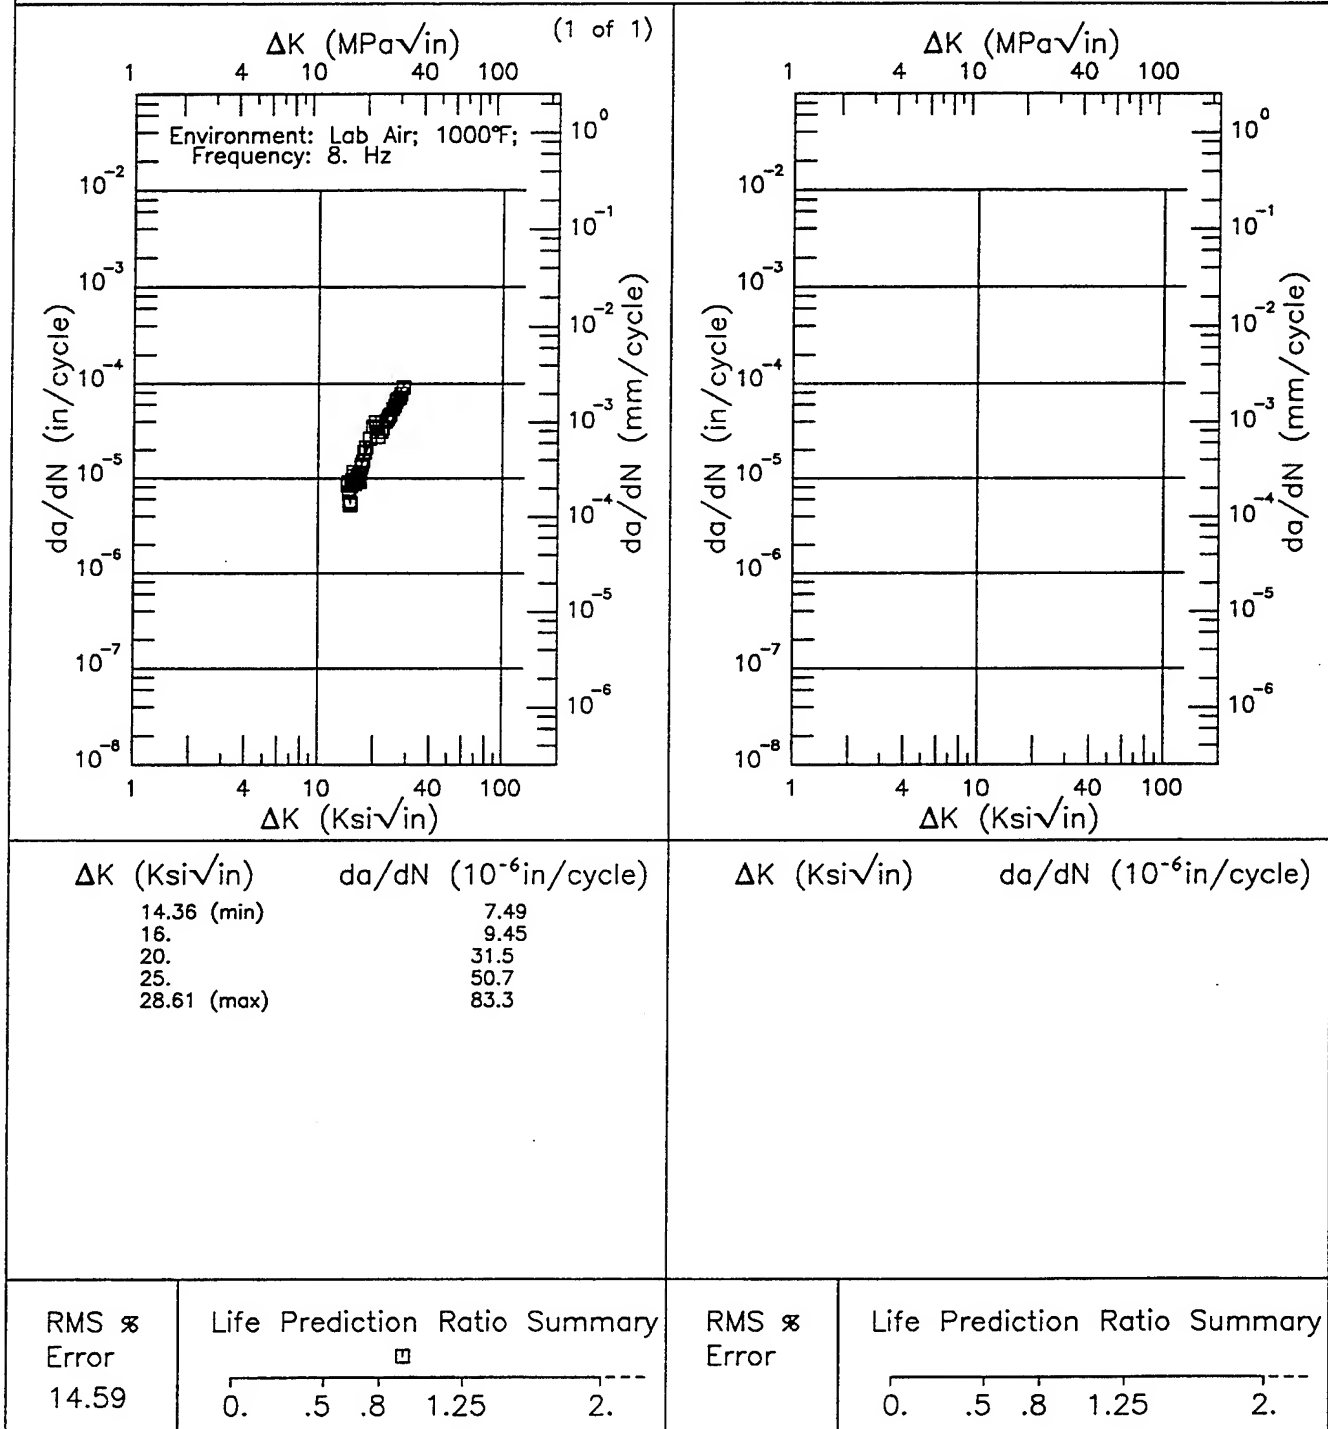 (1 of 1)
ΔK (MPa√in)
1 4 10 40 100
Environment: Lab Air; 1000°F;
Frequency: 8. Hz
da/dN (in/cycle)
10⁻²
10⁻³
10⁻⁴
10⁻⁵
10⁻⁶
10⁻⁷
10⁻⁸
da/dN (mm/cycle)
10⁰
10⁻¹
10⁻²
10⁻³
10⁻⁴
10⁻⁵
10⁻⁶
1 4 10 40 100
ΔK (Ksi√in)
ΔK (MPa√in)
1 4 10 40 100
da/dN (in/cycle)
10⁻²
10⁻³
10⁻⁴
10⁻⁵
10⁻⁶
10⁻⁷
10⁻⁸
da/dN (mm/cycle)
10⁰
10⁻¹
10⁻²
10⁻³
10⁻⁴
10⁻⁵
10⁻⁶
1 4 10 40 100
ΔK (Ksi√in)
ΔK (Ksi√in) da/dN (10⁻⁶in/cycle)
14.36 (min) 7.49
16. 9.45
20. 31.5
25. 50.7
28.61 (max) 83.3
ΔK (Ksi√in) da/dN (10⁻⁶in/cycle)
RMS %
Error
14.59
Life Prediction Ratio Summary
0. .5 .8 1.25 2.
RMS %
Error
Life Prediction Ratio Summary
0. .5 .8 1.25 2.